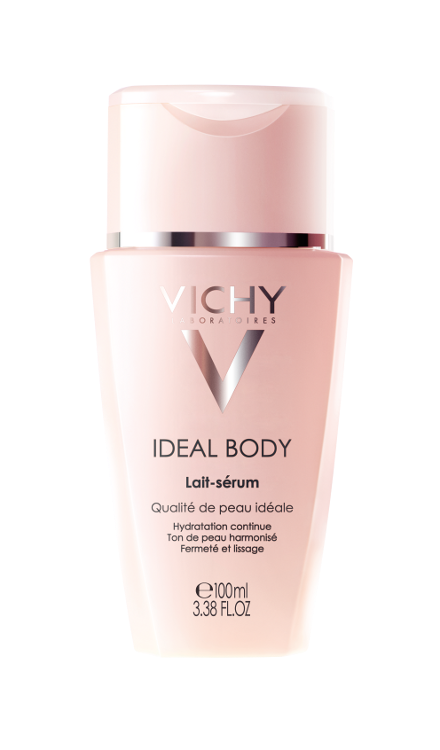 VICHY
LABORATOIRES
V
IDEAL BODY
Lait-sérum
Qualité de peau idéale
Hydratation continue
Ton de peau harmonisé
Fermeté et lissage
℮100ml
3.38 FL.OZ